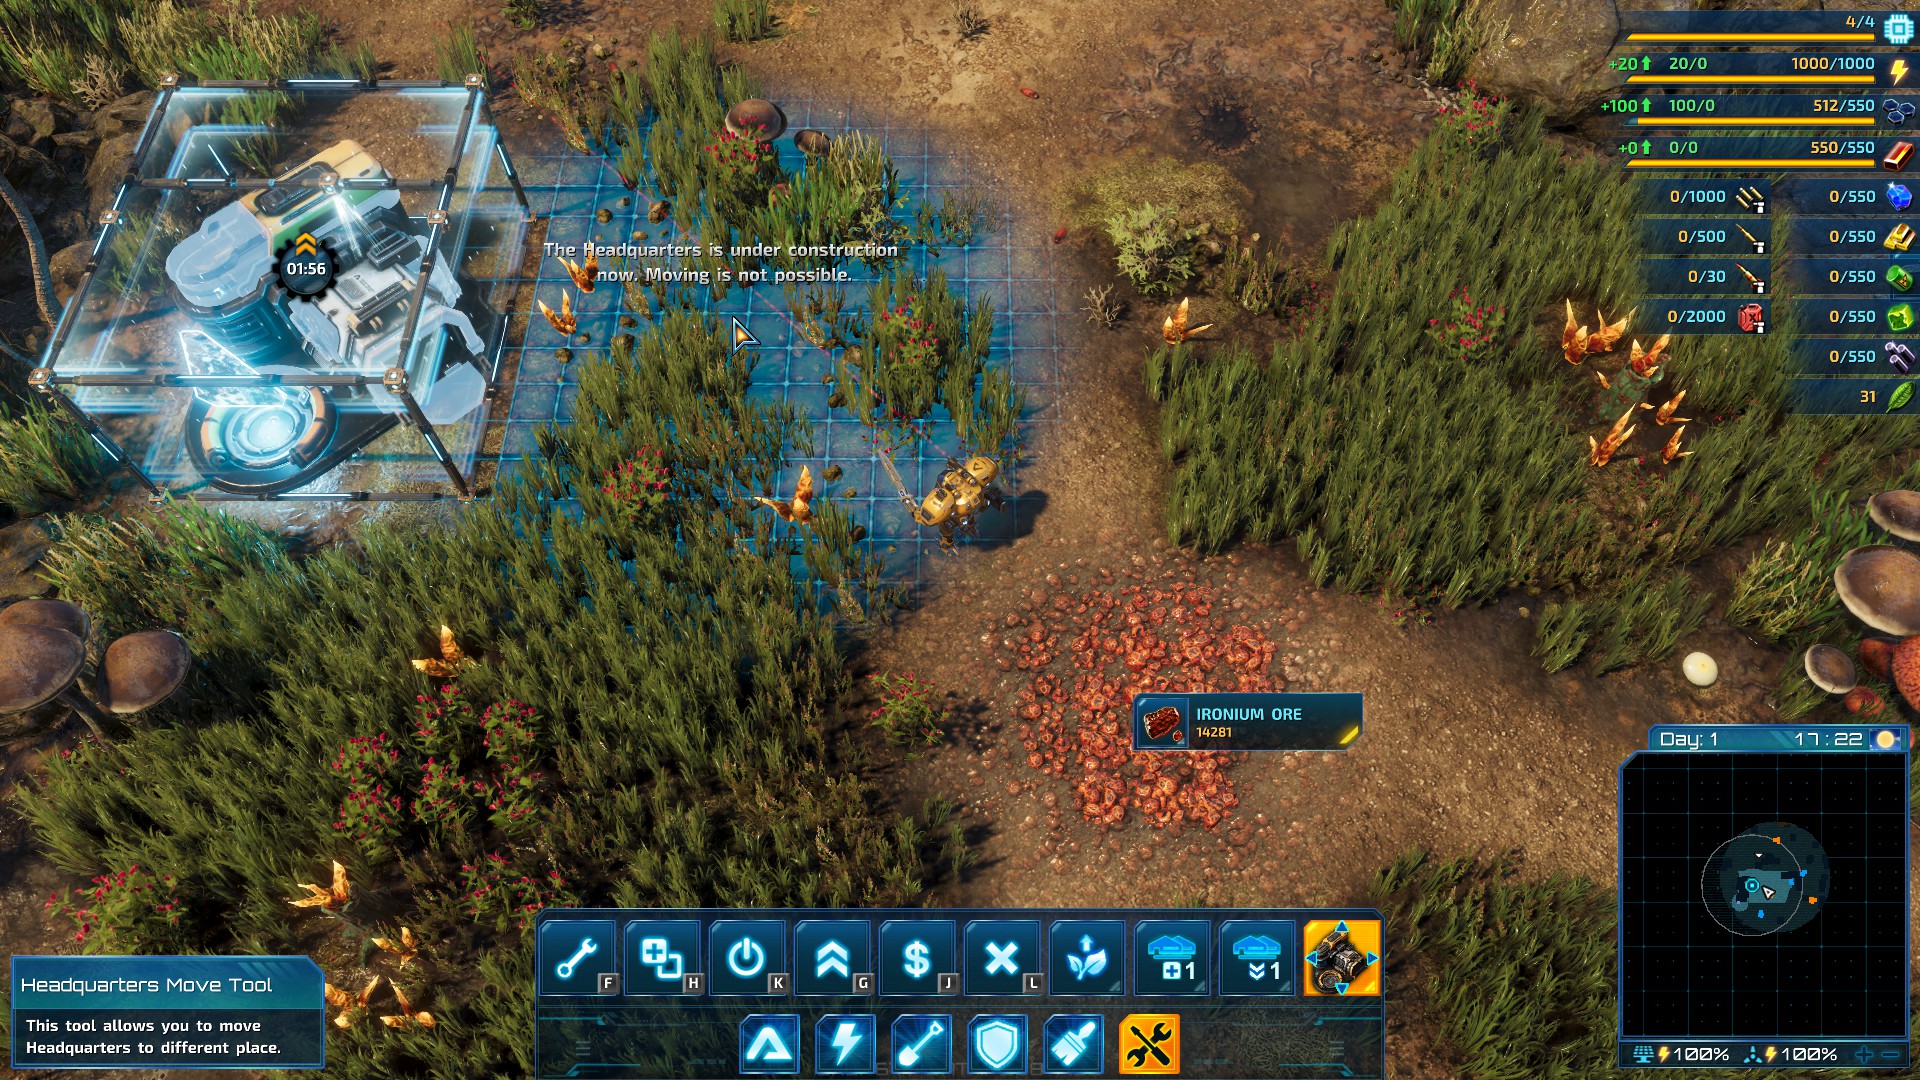 4/4
+20 20/0 1000/1000
+100 100/0 512/550
+0 0/0 550/550
0/1000 0/550
0/500 0/550
0/30 0/550
0/2000 0/550
0/550
31
01:56
The Headquarters is under construction
now. Moving is not possible.
IRONIUM ORE
14281
Day: 1 17:22
Headquarters Move Tool
This tool allows you to move
Headquarters to different place.
F H K G J L 1 1
100% 100%